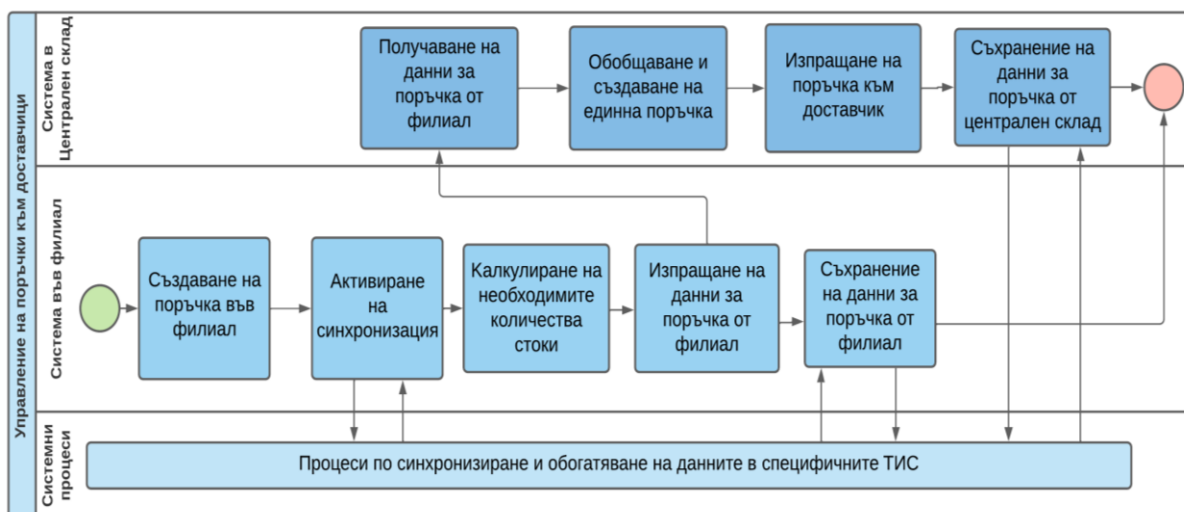 Управление на поръчки към доставчици
Система в
Централен склад
Получаване на
данни за
поръчка от
филиал
Обобщаване и
създаване на
единна поръчка
Изпращане на
поръчка към
доставчик
Съхранение на
данни за
поръчка от
централен склад
Система във филиал
Създаване на
поръчка във
филиал
Активиране
на
синхронизация
Калкулиране на
необходимите
количества
стоки
Изпращане на
данни за
поръчка от
филиал
Съхранение
на данни за
поръчка от
филиал
Системни
процеси
Процеси по синхронизиране и обогатяване на данните в специфичните ТИС